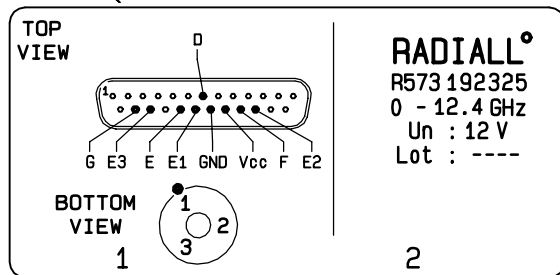 TOP
VIEW
D
1
G E3 E E1 GND Vcc F E2
BOTTOM
VIEW
1
2
3
1
RADIALL°
R573 192325
0 - 12.4 GHz
Un : 12 V
Lot : ----
2